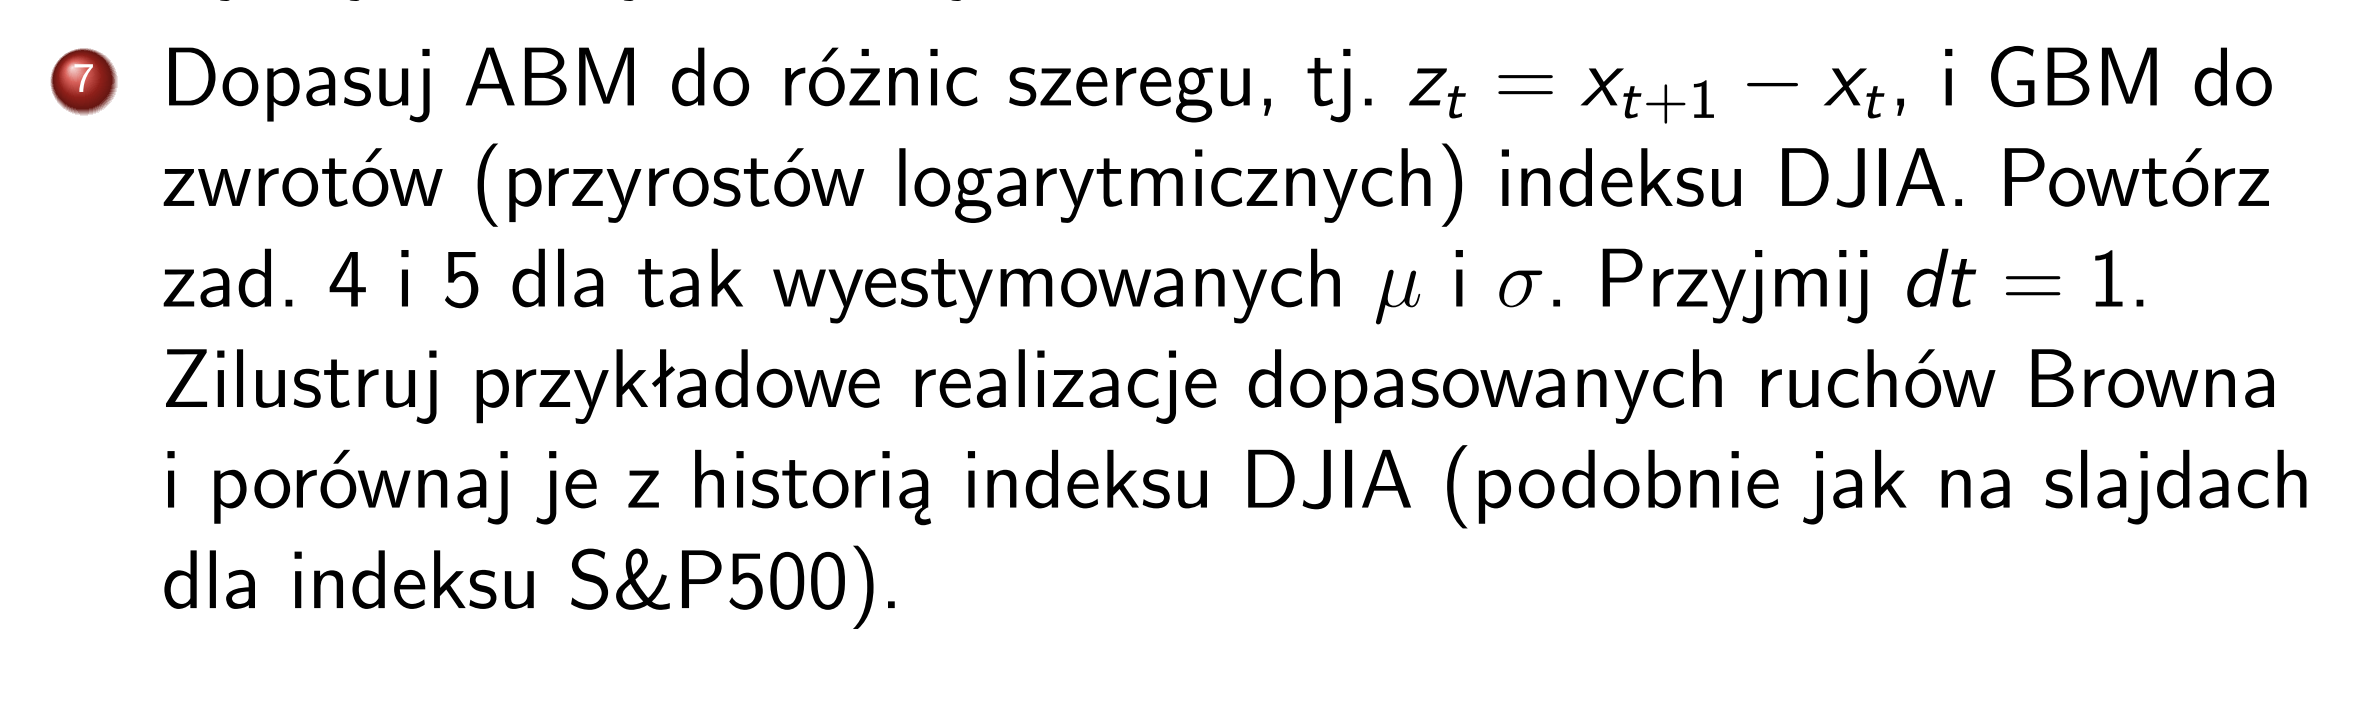 7 Dopasuj ABM do różnic szeregu, tj. z_t = x_{t+1} − x_t, i GBM do
zwrotów (przyrostów logarytmicznych) indeksu DJIA. Powtórz
zad. 4 i 5 dla tak wyestymowanych μ i σ. Przyjmij dt = 1.
Zilustruj przykładowe realizacje dopasowanych ruchów Browna
i porównaj je z historią indeksu DJIA (podobnie jak na slajdach
dla indeksu S&P500).